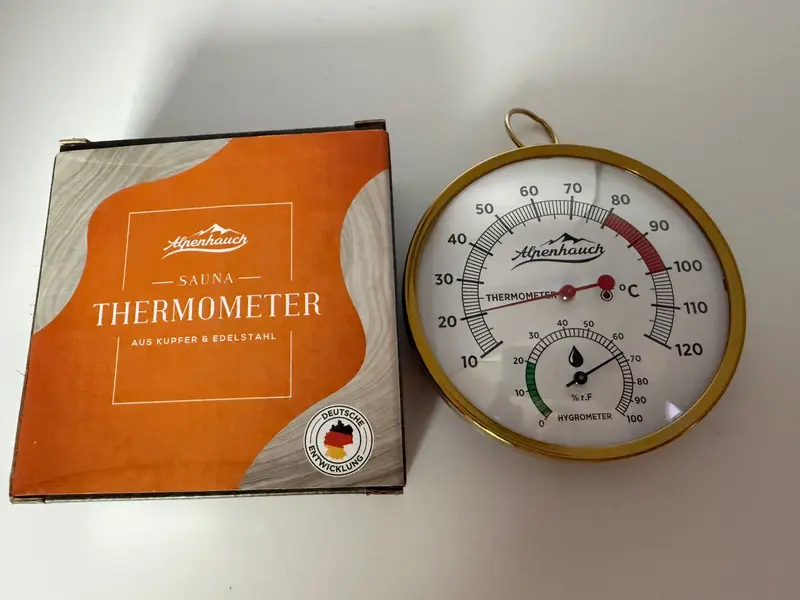 Alpenhauch
SAUNA
THERMOMETER
AUS KUPFER & EDELSTAHL
DEUTSCHE
ENTWICKLUNG
10
20
30
40
50
60
70
80
90
100
110
120
Alpenhauch
THERMOMETER
°C
0
10
20
30
40
50
60
70
80
90
100
% r.F
HYGROMETER